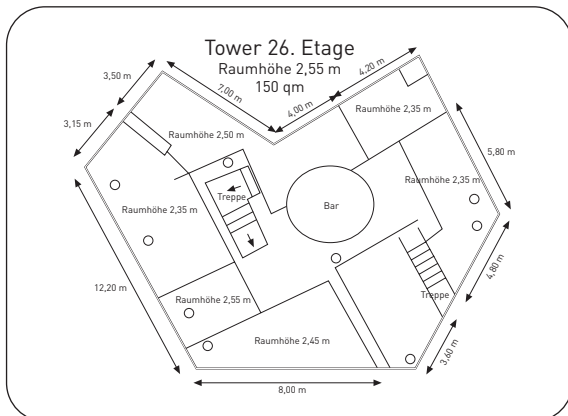 Tower 26. Etage
Raumhöhe 2,55 m
150 qm
3,50 m
3,15 m
7,00 m
4,00 m
4,20 m
Raumhöhe 2,35 m
Raumhöhe 2,50 m
5,80 m
Raumhöhe 2,35 m
Treppe
Bar
Raumhöhe 2,35 m
4,80 m
12,20 m
Raumhöhe 2,55 m
Treppe
Raumhöhe 2,45 m
3,60 m
8,00 m